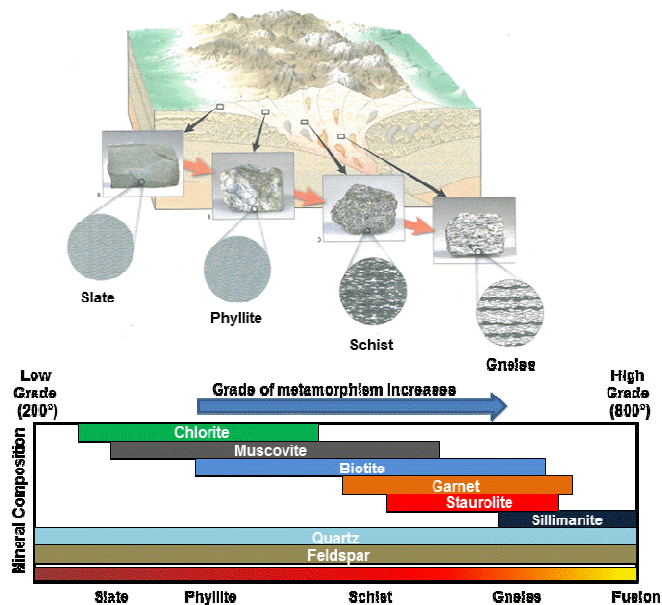 Slate
Phyllite
Schist
Gneiss
Low
Grade
(200°)
Grade of metamorphism increases
High
Grade
(800°)
Mineral Composition
Chlorite
Muscovite
Biotite
Garnet
Staurolite
Sillimanite
Quartz
Feldspar
Slate Phyllite Schist Gneiss Fusion